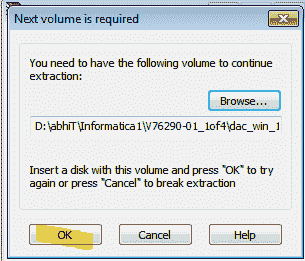 Next volume is required
You need to have the following volume to continue
extraction:
Browse...
D:\abhiT\Informatica1\V76290-01_1of4\dac_win_1
Insert a disk with this volume and press "OK" to try
again or press "Cancel" to break extraction
OK
Cancel
Help